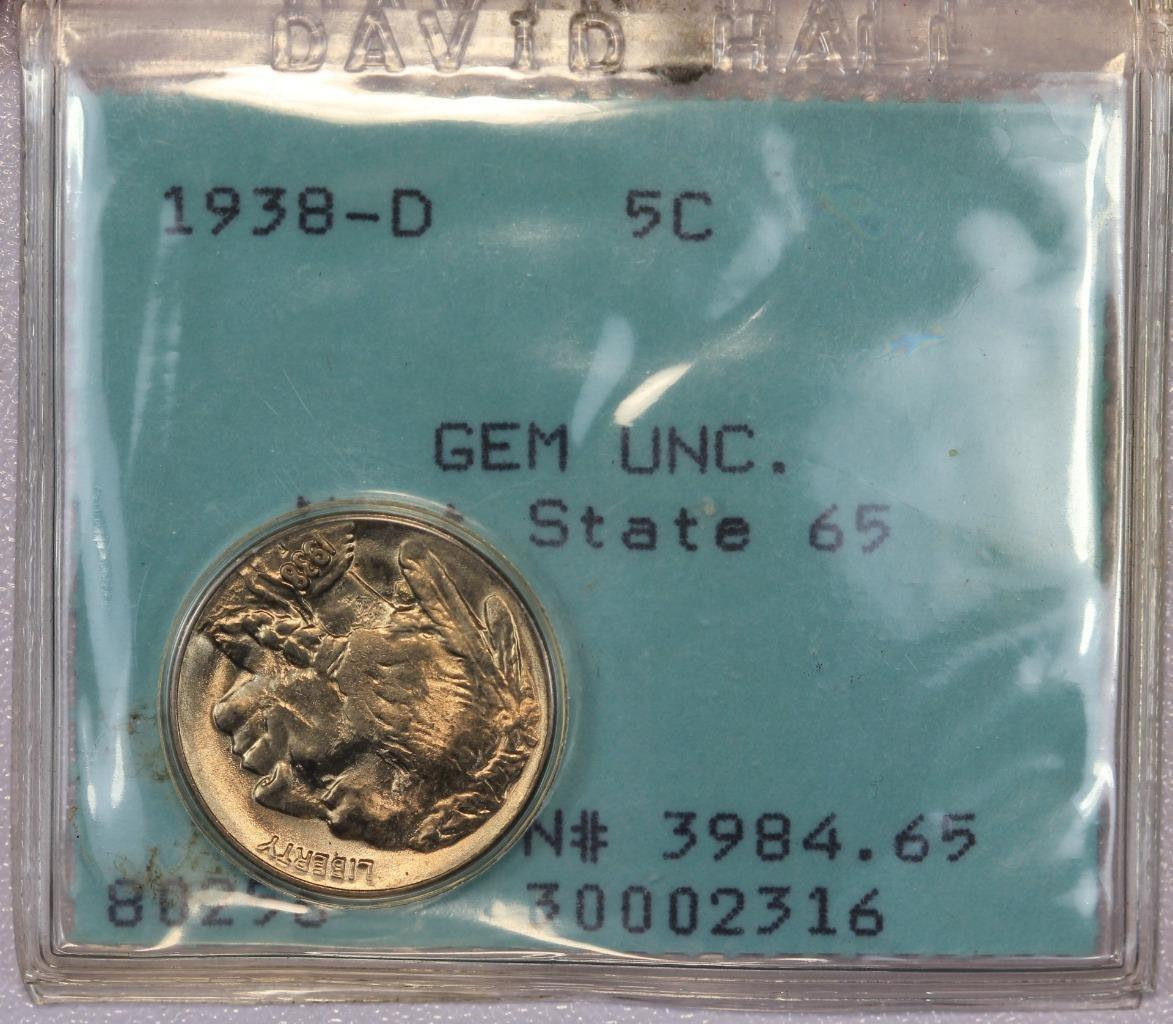 DAVID HALL
1938-D 5C
GEM UNC.
State 65
1938
LIBERTY
N# 3984.65
30002316